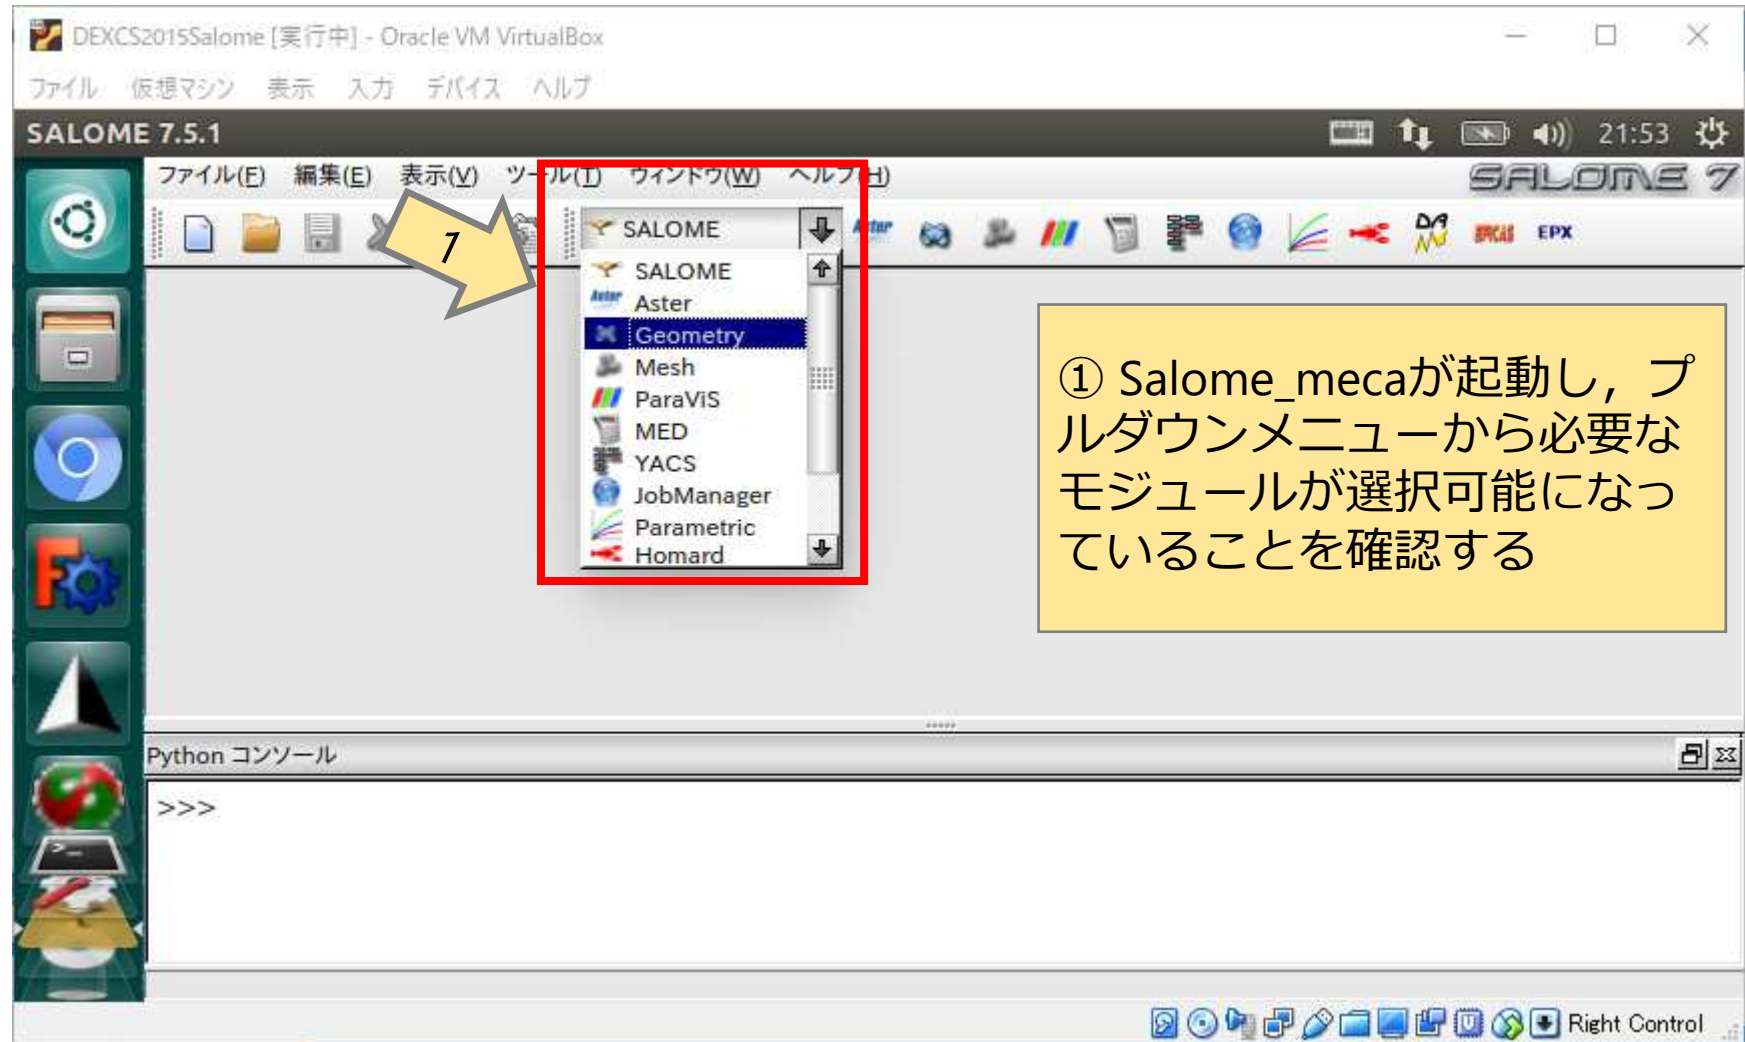 DEXCS2015Salome [実行中] - Oracle VM VirtualBox
ファイル 仮想マシン 表示 入力 デバイス ヘルプ
SALOME 7.5.1
21:53
ファイル(F) 編集(E) 表示(V) ツール(T) ウィンドウ(W) ヘルプ(H)
SALOME 7
1
SALOME
Aster
EPX
SALOME
Aster
Geometry
Mesh
ParaViS
MED
YACS
JobManager
Parametric
Homard
① Salome_mecaが起動し，プ
ルダウンメニューから必要な
モジュールが選択可能になっ
ていることを確認する
Python コンソール
>>>
Right Control